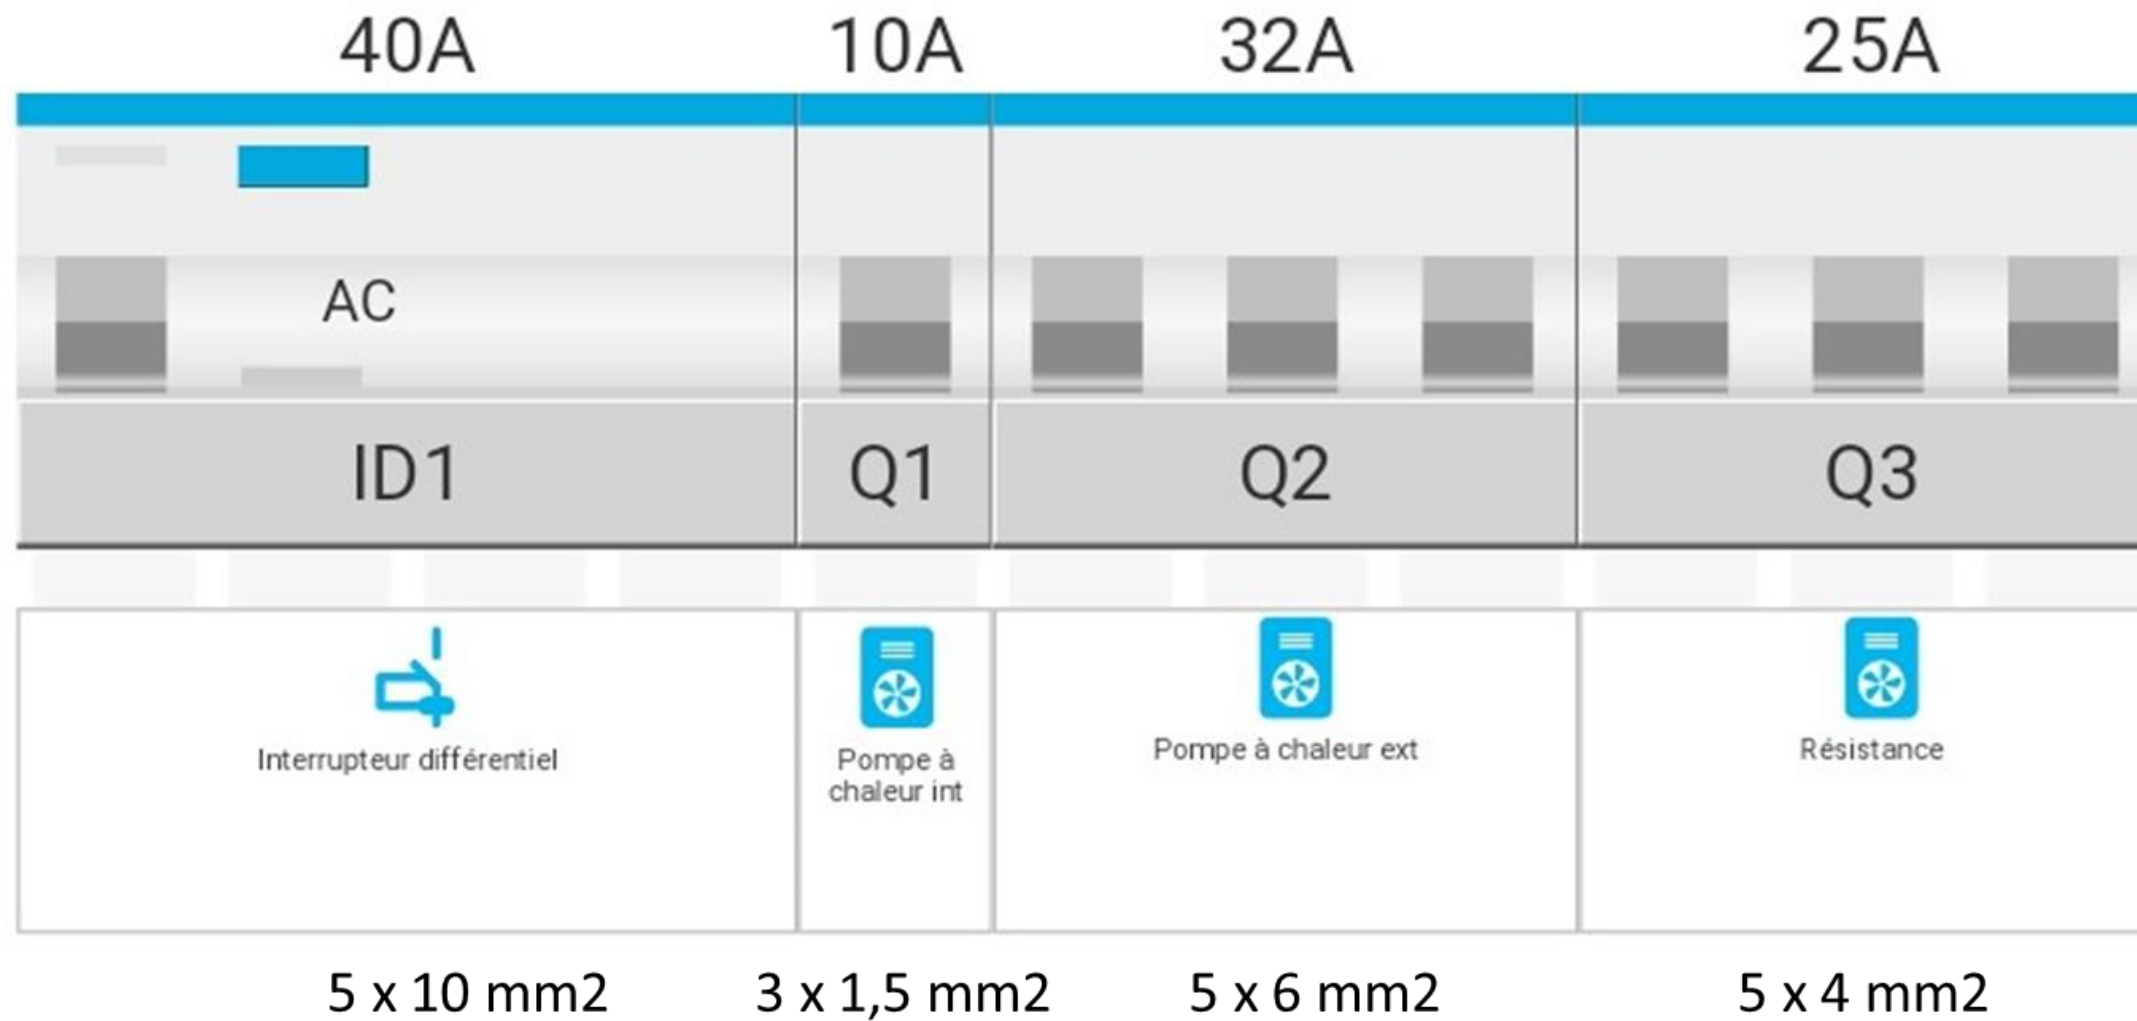 40A 10A 32A 25A
AC
ID1 Q1 Q2 Q3
Interrupteur différentiel
Pompe à
chaleur int
Pompe à chaleur ext
Résistance
5 x 10 mm2 3 x 1,5 mm2 5 x 6 mm2 5 x 4 mm2